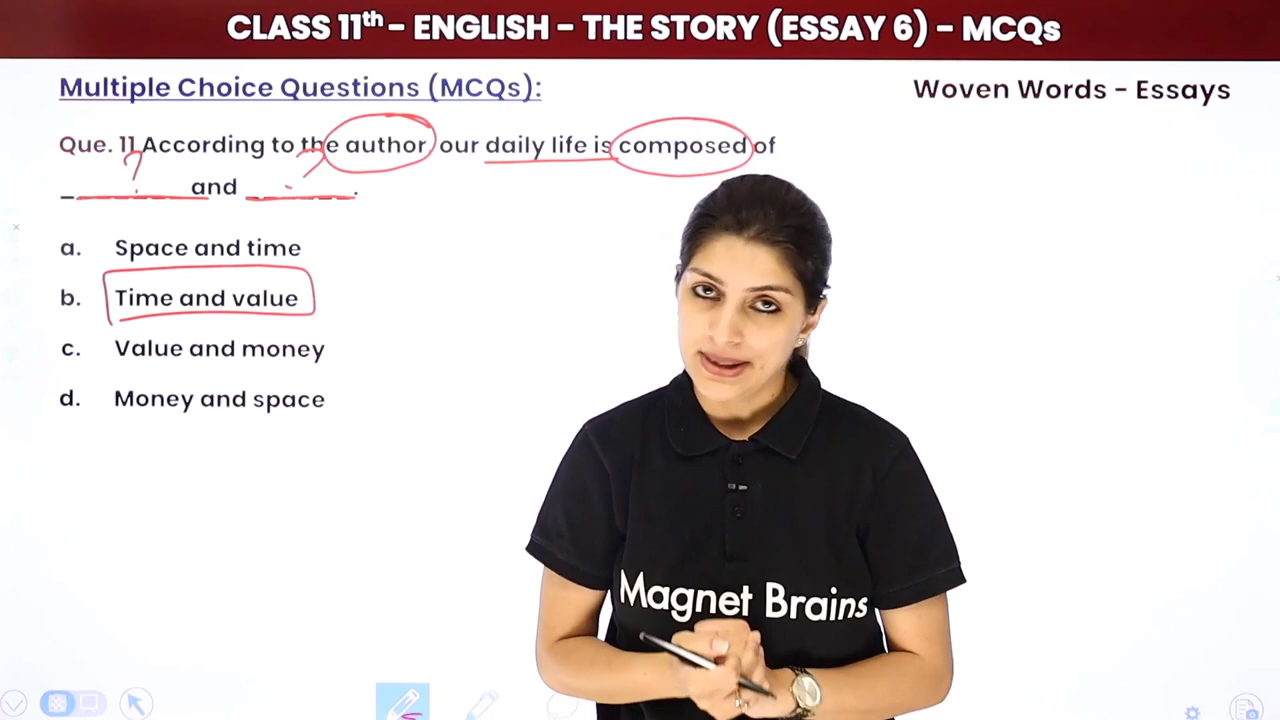 CLASS 11th - ENGLISH - THE STORY (ESSAY 6) - MCQs
Multiple Choice Questions (MCQs):
Woven Words - Essays
Que. 11 According to the author our daily life is composed of
_ ________ and ________.
a. Space and time
b. Time and value
c. Value and money
d. Money and space
Magnet Brains